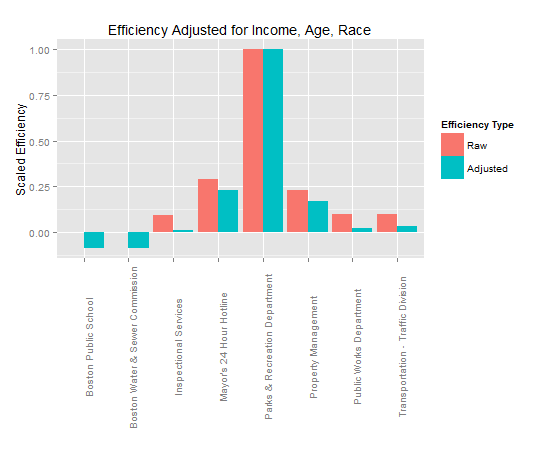 Efficiency Adjusted for Income, Age, Race
Scaled Efficiency
1.00
0.75
0.50
0.25
0.00
Boston Public School
Boston Water & Sewer Commission
Inspectional Services
Mayor's 24 Hour Hotline
Parks & Recreation Department
Property Management
Public Works Department
Transportation - Traffic Division
Efficiency Type
Raw
Adjusted